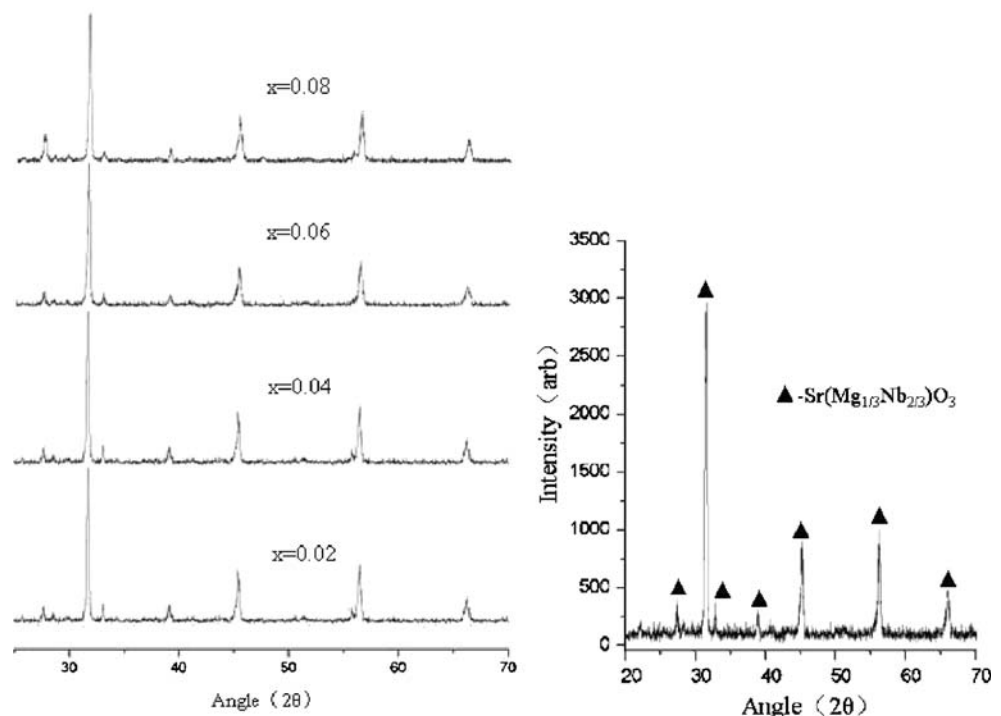 x=0.08
x=0.06
x=0.04
x=0.02
30 40 50 60 70
Angle（2θ）
3500
3000
2500
2000
1500
1000
500
0
Intensity（arb）
▲-Sr(Mg1/3Nb2/3)O3
20 30 40 50 60 70
Angle（2θ）